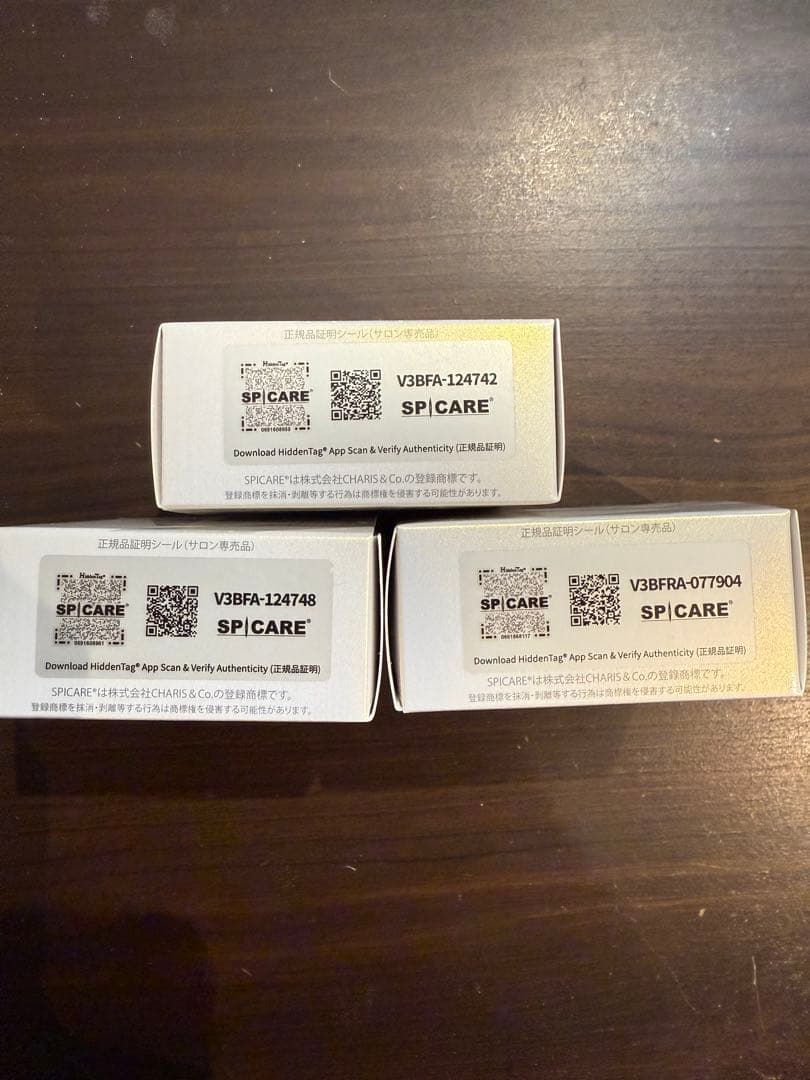 正規品証明シール（サロン専売品）
HiddenTag®
SPICARE®
V3BFA-124742
SPICARE®
Download HiddenTag® App Scan & Verify Authenticity (正規品証明)
SPICARE®は株式会社CHARIS＆Co.の登録商標です。
登録商標を抹消・剥離等する行為は商標権を侵害する可能性があります。
正規品証明シール（サロン専売品）
HiddenTag®
SPICARE®
V3BFA-124748
SPICARE®
Download HiddenTag® App Scan & Verify Authenticity (正規品証明)
SPICARE®は株式会社CHARIS＆Co.の登録商標です。
登録商標を抹消・剥離等する行為は商標権を侵害する可能性があります。
正規品証明シール（サロン専売品）
HiddenTag®
SPICARE®
V3BFRA-077904
SPICARE®
Download HiddenTag® App Scan & Verify Authenticity (正規品証明)
SPICARE®は株式会社CHARIS＆Co.の登録商標です。
登録商標を抹消・剥離等する行為は商標権を侵害する可能性があります。